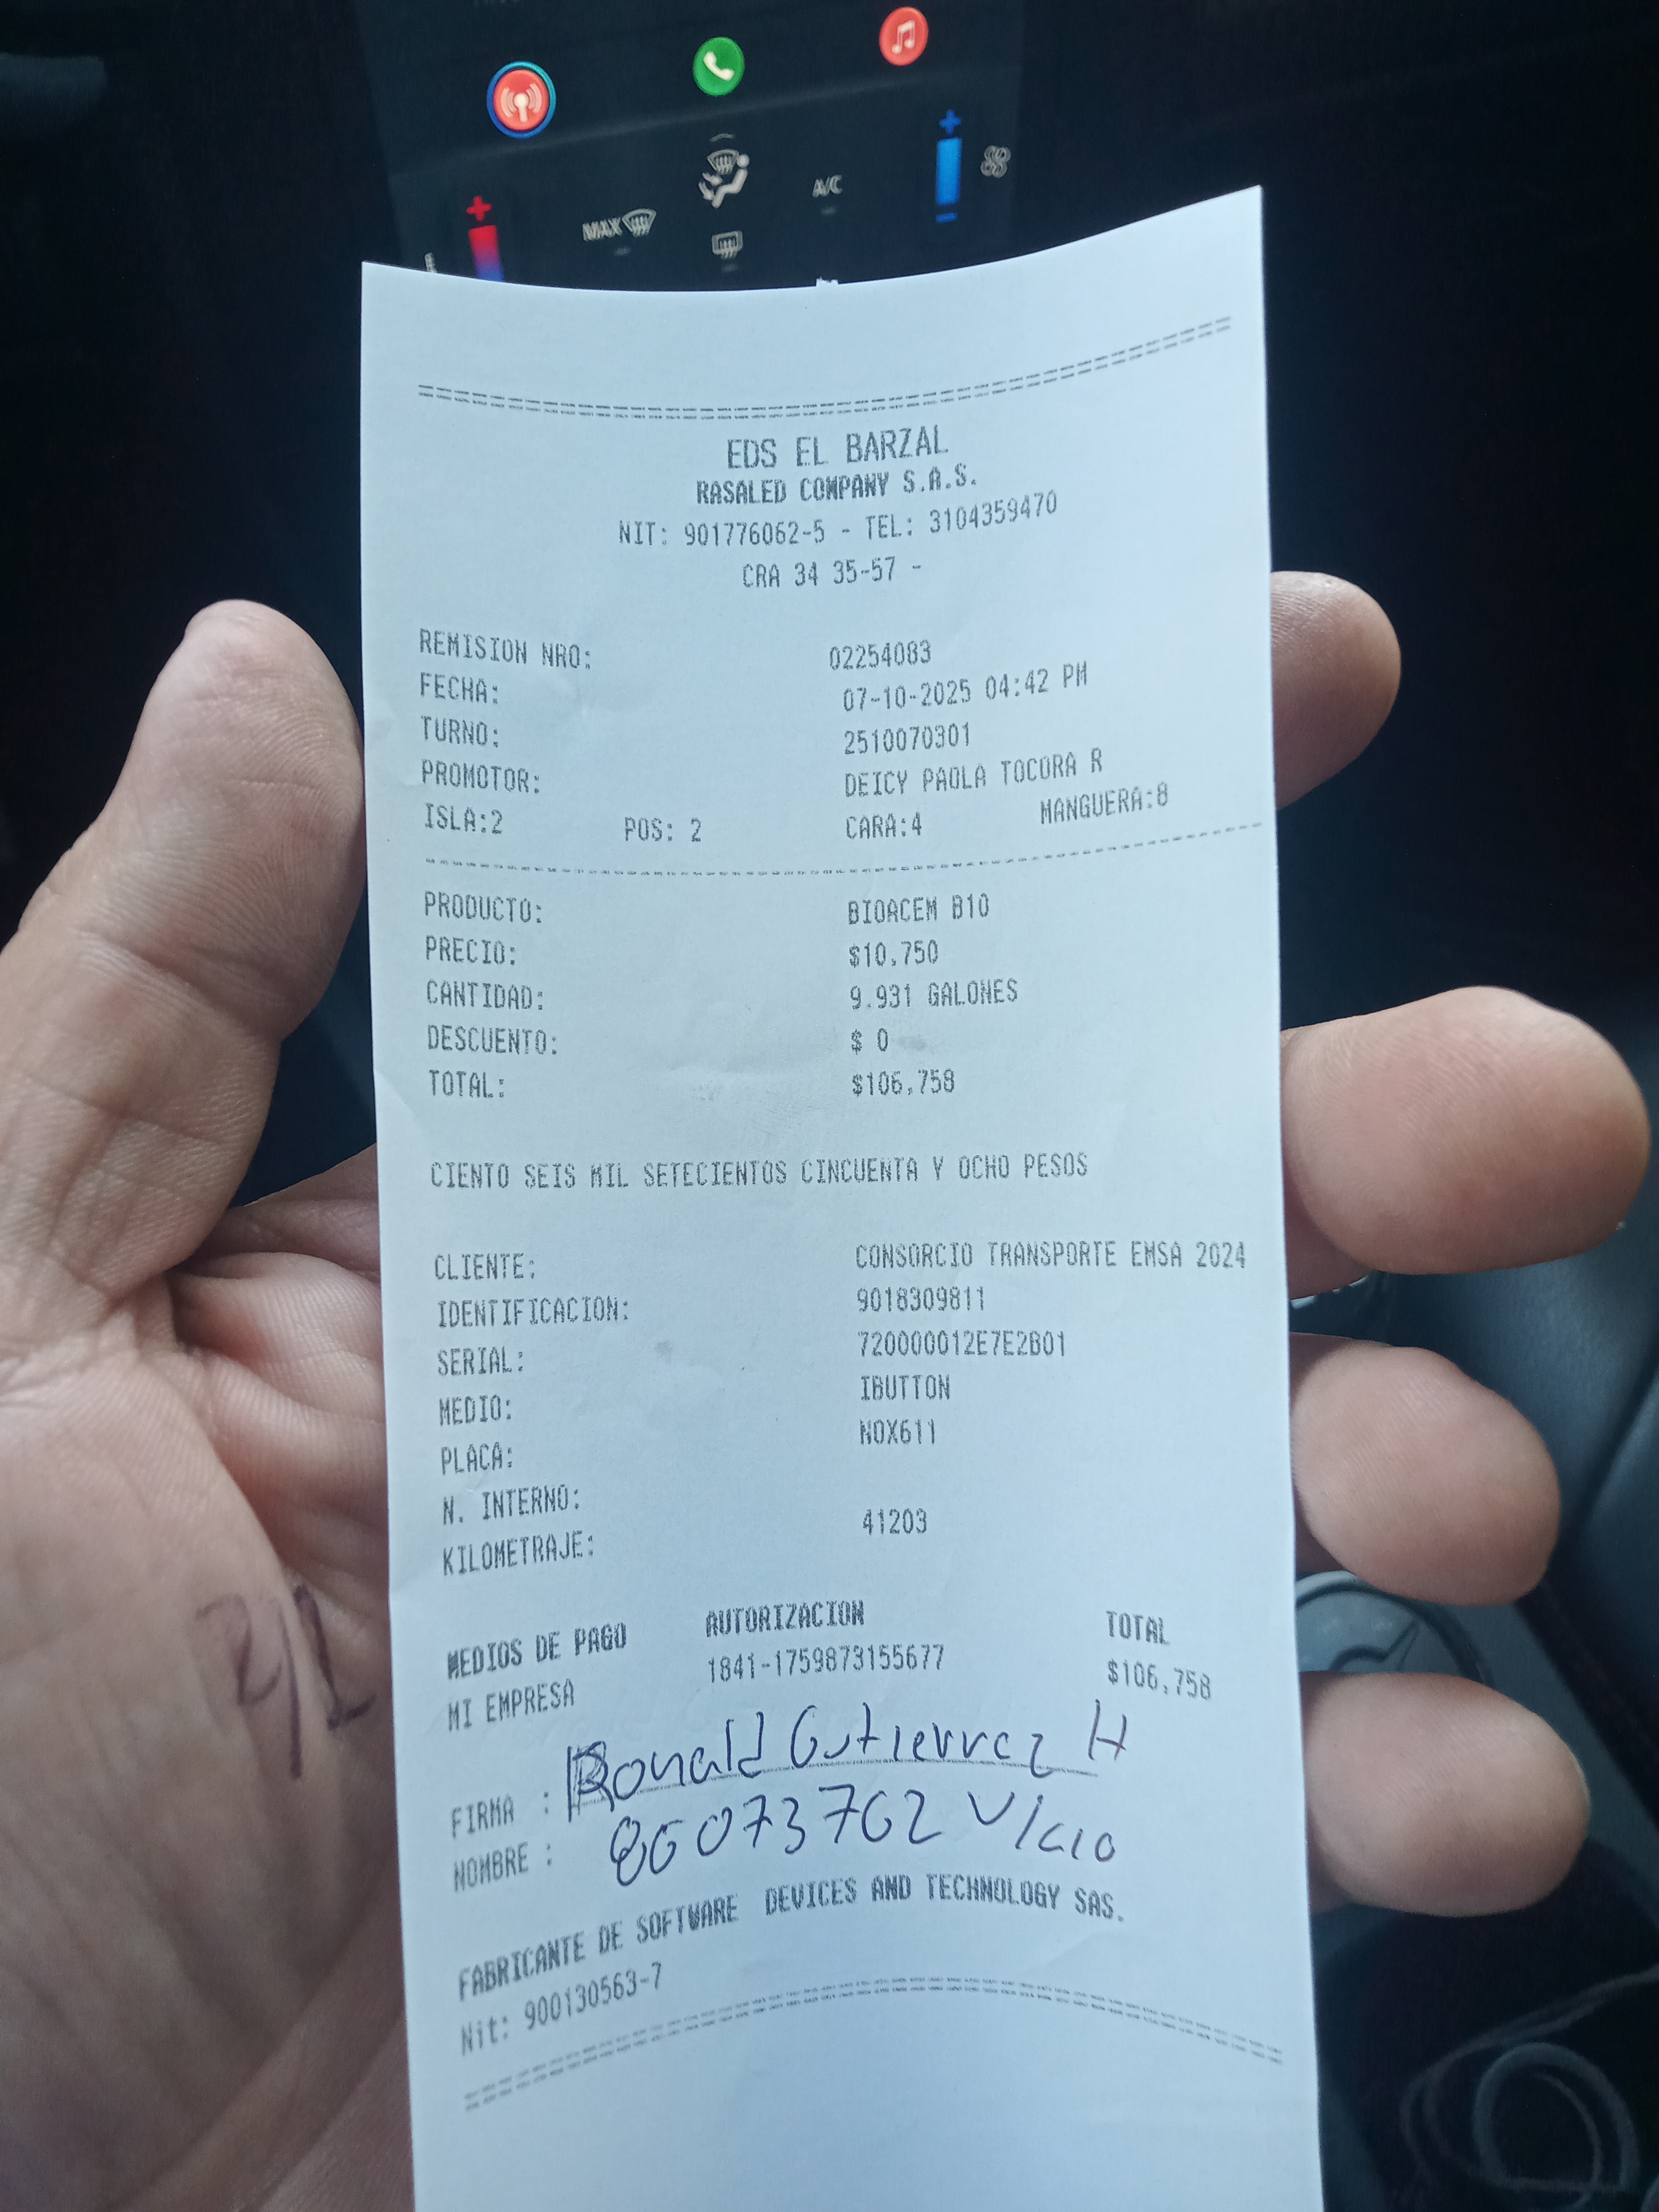 MAX
A/C
EDS EL BARZAL
RASALED COMPANY S.A.S.
NIT: 901776062-5 - TEL: 3104359470
CRA 34 35-57 -
REMISION NRO: 02254083
FECHA: 07-10-2025 04:42 PM
TURNO: 2510070301
PROMOTOR: DEICY PAOLA TOCORA R
ISLA:2 POS: 2 CARA:4 MANGUERA:8
PRODUCTO: BIOACEM B10
PRECIO: $10,750
CANTIDAD: 9.931 GALONES
DESCUENTO: $ 0
TOTAL: $106,758
CIENTO SEIS MIL SETECIENTOS CINCUENTA Y OCHO PESOS
CLIENTE: CONSORCIO TRANSPORTE EMSA 2024
IDENTIFICACION: 9018309811
SERIAL: 720000012E7E2B01
MEDIO: IBUTTON
PLACA: NOX611
N. INTERNO:
KILOMETRAJE: 41203
MEDIOS DE PAGO AUTORIZACION TOTAL
MI EMPRESA 1841-1759873155677 $106,758
FIRMA : Ronald Gutierrez H
NOMBRE : 86073762 V/cio
FABRICANTE DE SOFTWARE DEVICES AND TECHNOLOGY SAS.
Nit: 900130563-7